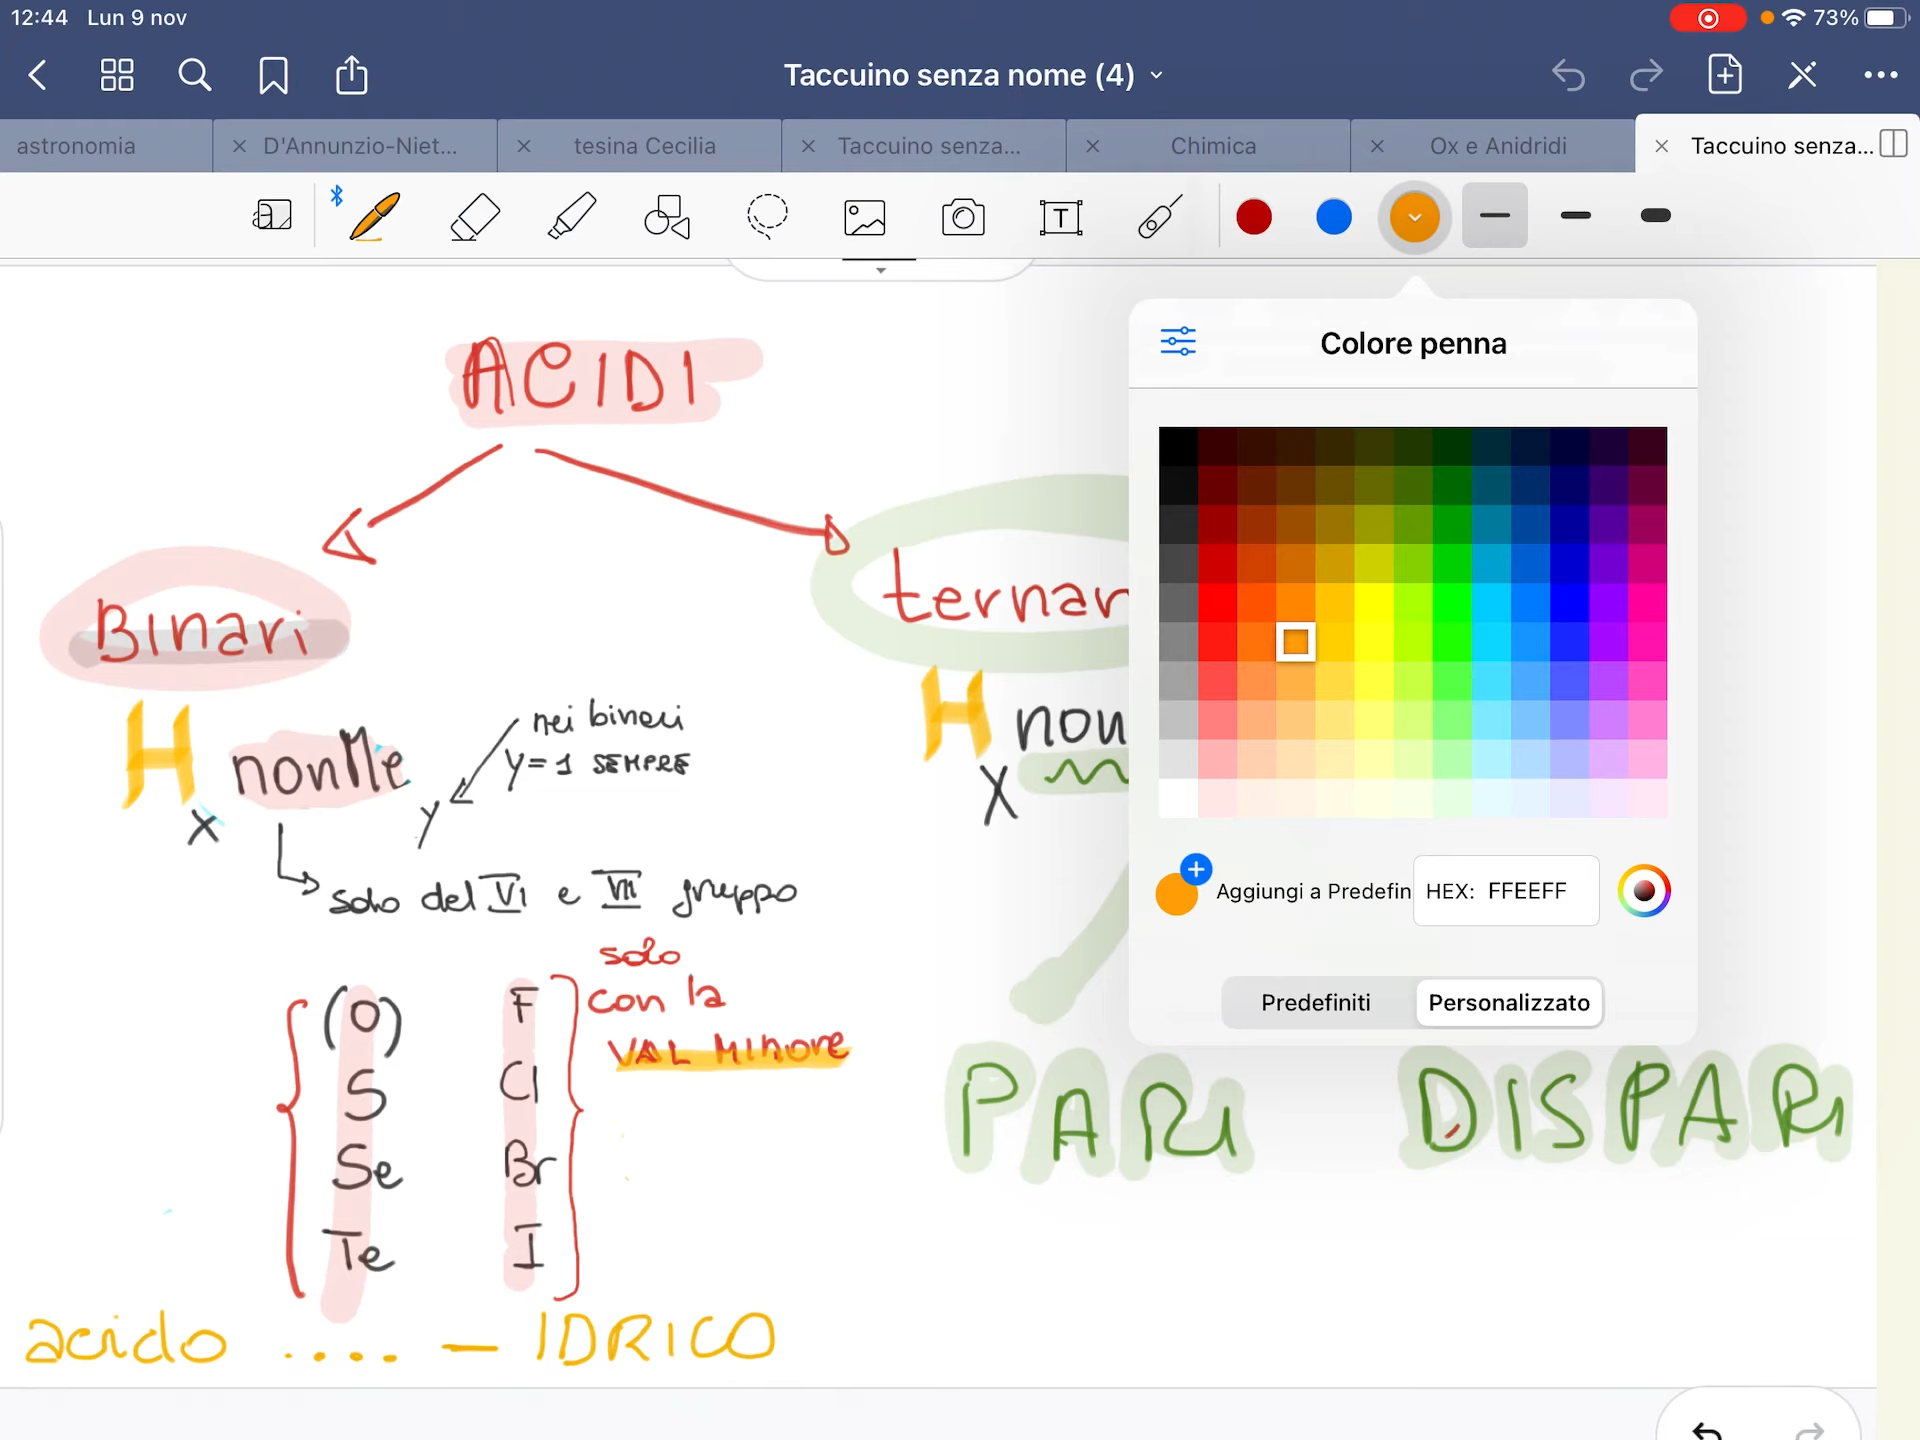 12:44 Lun 9 nov 73%
Taccuino senza nome (4)
astronomia D'Annunzio-Niet... tesina Cecilia Taccuino senza... Chimica Ox e Anidridi Taccuino senza...
a T
Colore penna
ACIDI
Binari
ternar
H nonMe
x y
nei binari
y=1 SEMPRE
H non
x
solo del VI e VII gruppo
Aggiungi a Predefin HEX: FFEEFF
Predefiniti Personalizzato
solo
con la
VAL MINORE
(O) F
S Cl
Se Br
Te I
PARI DISPARI
acido .... - IDRICO